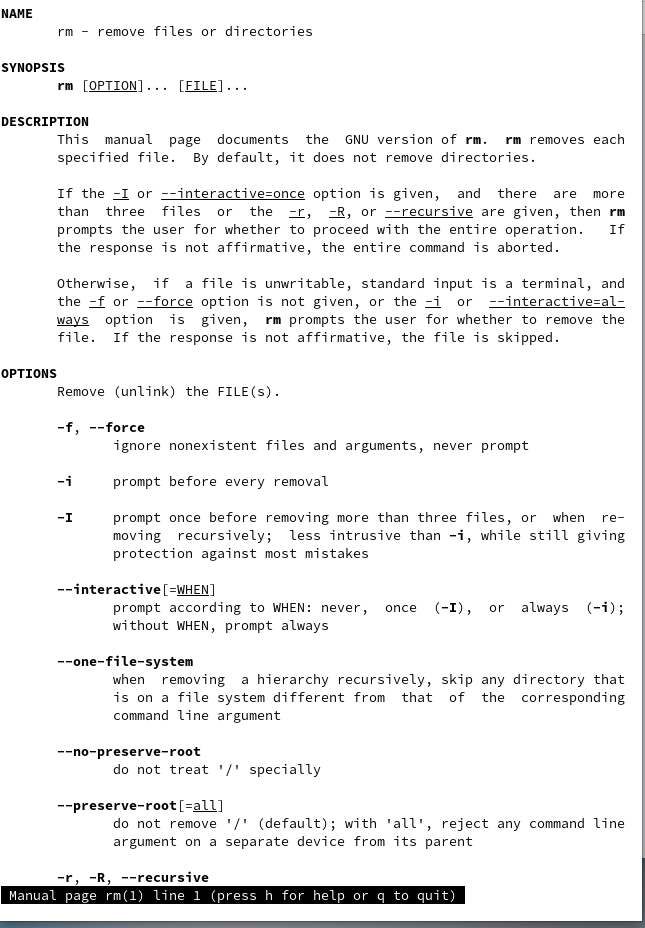 NAME
rm - remove files or directories
SYNOPSIS
rm [OPTION]... [FILE]...
DESCRIPTION
This manual page documents the GNU version of rm. rm removes each
specified file. By default, it does not remove directories.
If the -I or --interactive=once option is given, and there are more
than three files or the -r, -R, or --recursive are given, then rm
prompts the user for whether to proceed with the entire operation. If
the response is not affirmative, the entire command is aborted.
Otherwise, if a file is unwritable, standard input is a terminal, and
the -f or --force option is not given, or the -i or --interactive=al-
ways option is given, rm prompts the user for whether to remove the
file. If the response is not affirmative, the file is skipped.
OPTIONS
Remove (unlink) the FILE(s).
-f, --force
ignore nonexistent files and arguments, never prompt
-i prompt before every removal
-I prompt once before removing more than three files, or when re-
moving recursively; less intrusive than -i, while still giving
protection against most mistakes
--interactive[=WHEN]
prompt according to WHEN: never, once (-I), or always (-i);
without WHEN, prompt always
--one-file-system
when removing a hierarchy recursively, skip any directory that
is on a file system different from that of the corresponding
command line argument
--no-preserve-root
do not treat '/' specially
--preserve-root[=all]
do not remove '/' (default); with 'all', reject any command line
argument on a separate device from its parent
-r, -R, --recursive
Manual page rm(1) line 1 (press h for help or q to quit)